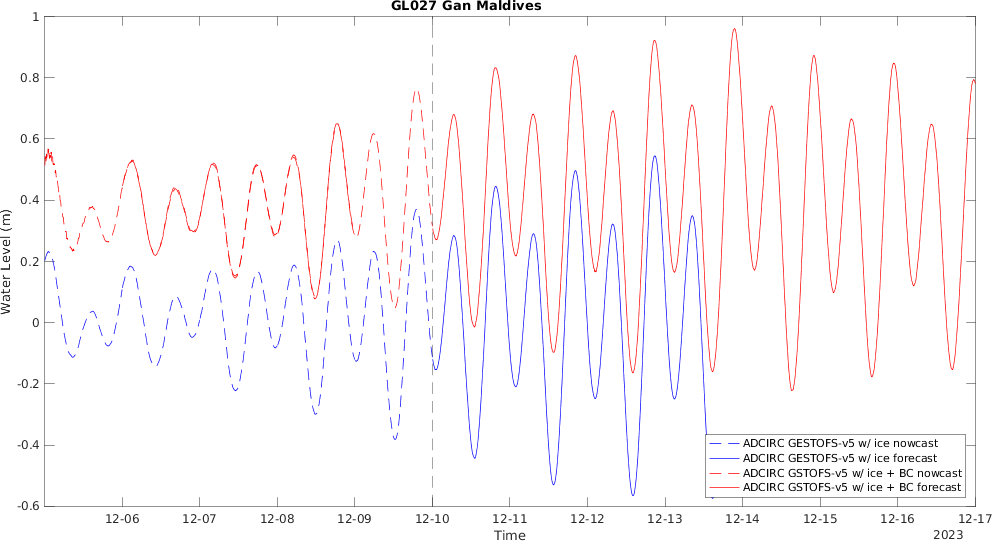 GL027 Gan Maldives
Water Level (m)
1
0.8
0.6
0.4
0.2
0
-0.2
-0.4
-0.6
12-06 12-07 12-08 12-09 12-10 12-11 12-12 12-13 12-14 12-15 12-16 12-17
Time
2023
ADCIRC GESTOFS-v5 w/ ice nowcast
ADCIRC GESTOFS-v5 w/ ice forecast
ADCIRC GSTOFS-v5 w/ ice + BC nowcast
ADCIRC GSTOFS-v5 w/ ice + BC forecast